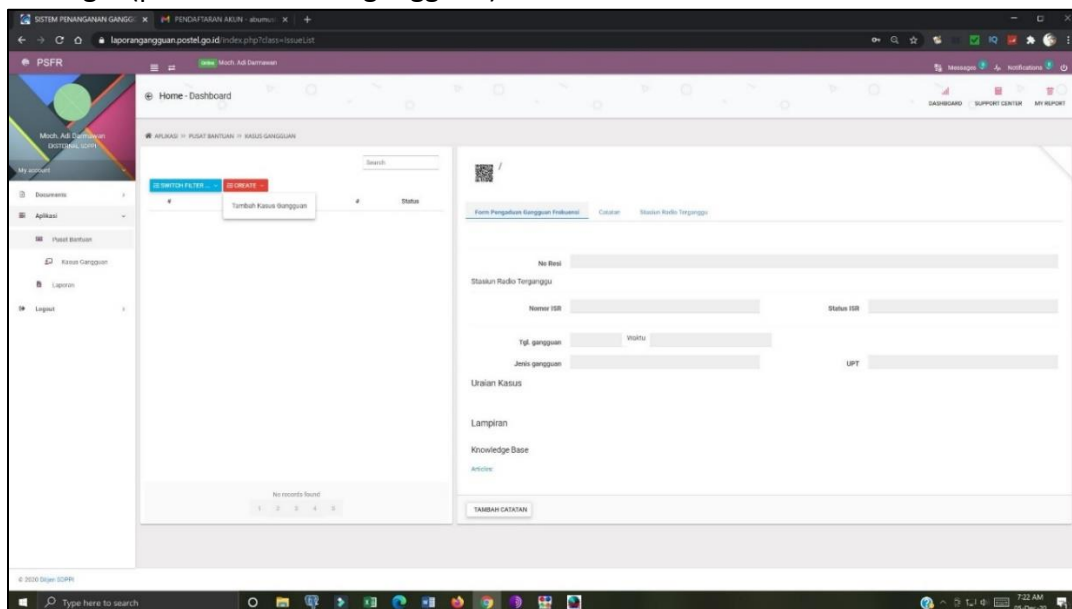 SISTEM PENANGANAN GANGG
PENDAFTARAN AKUN - abumus
laporangangguan.postel.go.id/index.php?class=IssueList
PSFR
Online Moch. Adi Darmawan
Messages
Notifications
Home - Dashboard
DASHBOARD
SUPPORT CENTER
MY REPORT
Moch. Adi Darmawan
EKSTERNAL SDPPI
My account
APLIKASI » PUSAT BANTUAN » KASUS GANGGUAN
Documents
Aplikasi
Pusat Bantuan
Kasus Gangguan
Laporan
Logout
Search
SWITCH FILTER ...
CREATE
# # Status
Tambah Kasus Gangguan
No records found
1 2 3 4 5
/
Form Pengaduan Gangguan Frekuensi
Catatan
Stasiun Radio Terganggu
No Resi
Stasiun Radio Terganggu
Nomor ISR
Status ISR
Tgl. gangguan
Waktu
Jenis gangguan
UPT
Uraian Kasus
Lampiran
Knowledge Base
Articles
TAMBAH CATATAN
© 2020 Ditjen SDPPI
Type here to search
7:22 AM